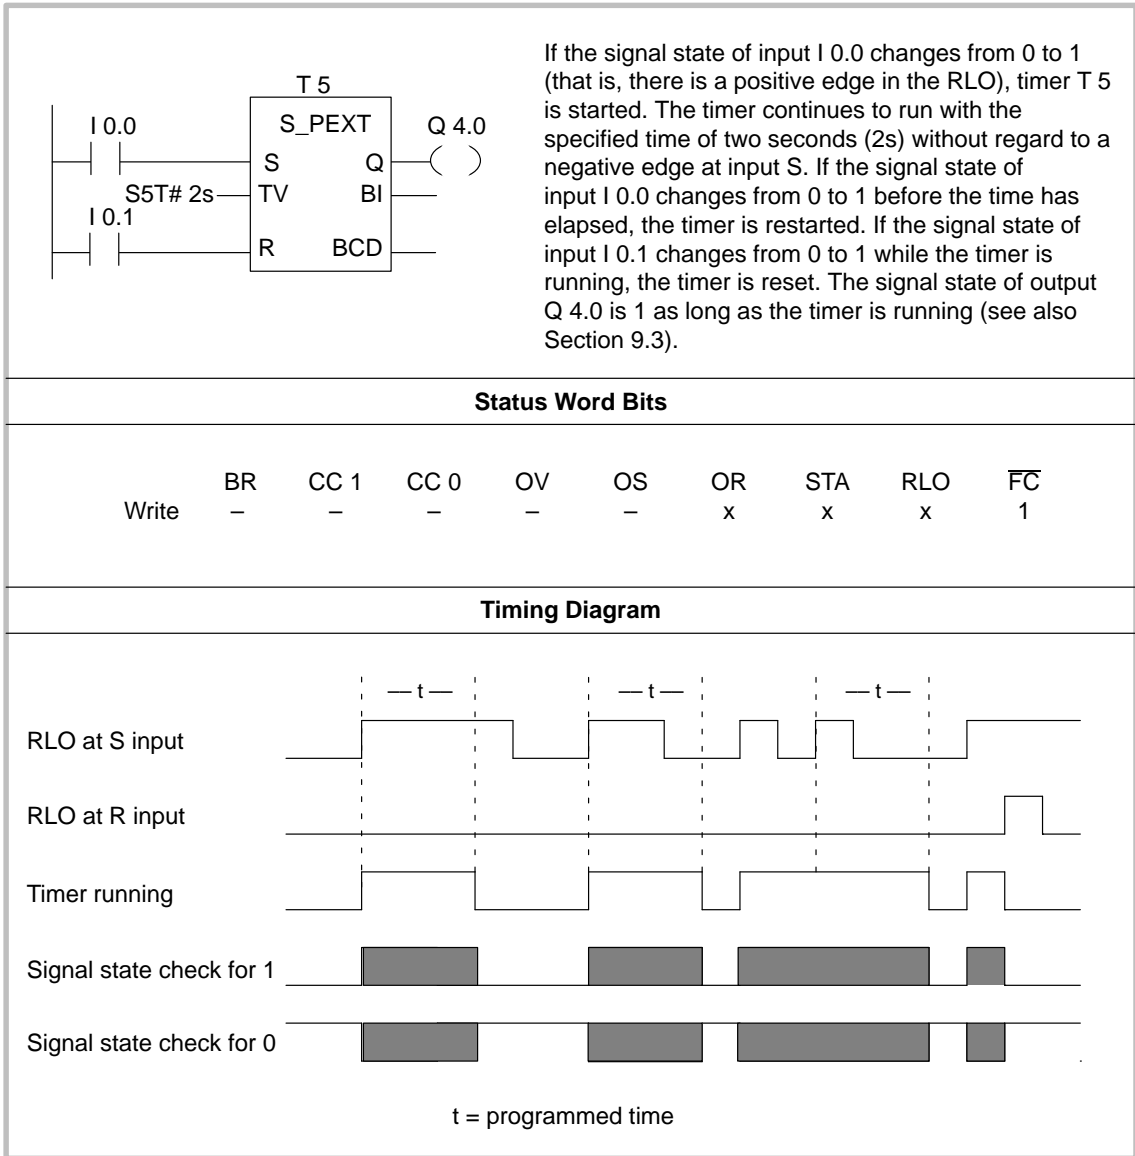 T 5
I 0.0
S_PEXT
Q 4.0
S
Q
S5T# 2s
TV
BI
I 0.1
R
BCD
If the signal state of input I 0.0 changes from 0 to 1
(that is, there is a positive edge in the RLO), timer T 5
is started. The timer continues to run with the
specified time of two seconds (2s) without regard to a
negative edge at input S. If the signal state of
input I 0.0 changes from 0 to 1 before the time has
elapsed, the timer is restarted. If the signal state of
input I 0.1 changes from 0 to 1 while the timer is
running, the timer is reset. The signal state of output
Q 4.0 is 1 as long as the timer is running (see also
Section 9.3).
Status Word Bits
BR CC 1 CC 0 OV OS OR STA RLO F̅C̅
Write – – – – – x x x 1
Timing Diagram
— t — — t — — t —
RLO at S input
RLO at R input
Timer running
Signal state check for 1
Signal state check for 0
t = programmed time